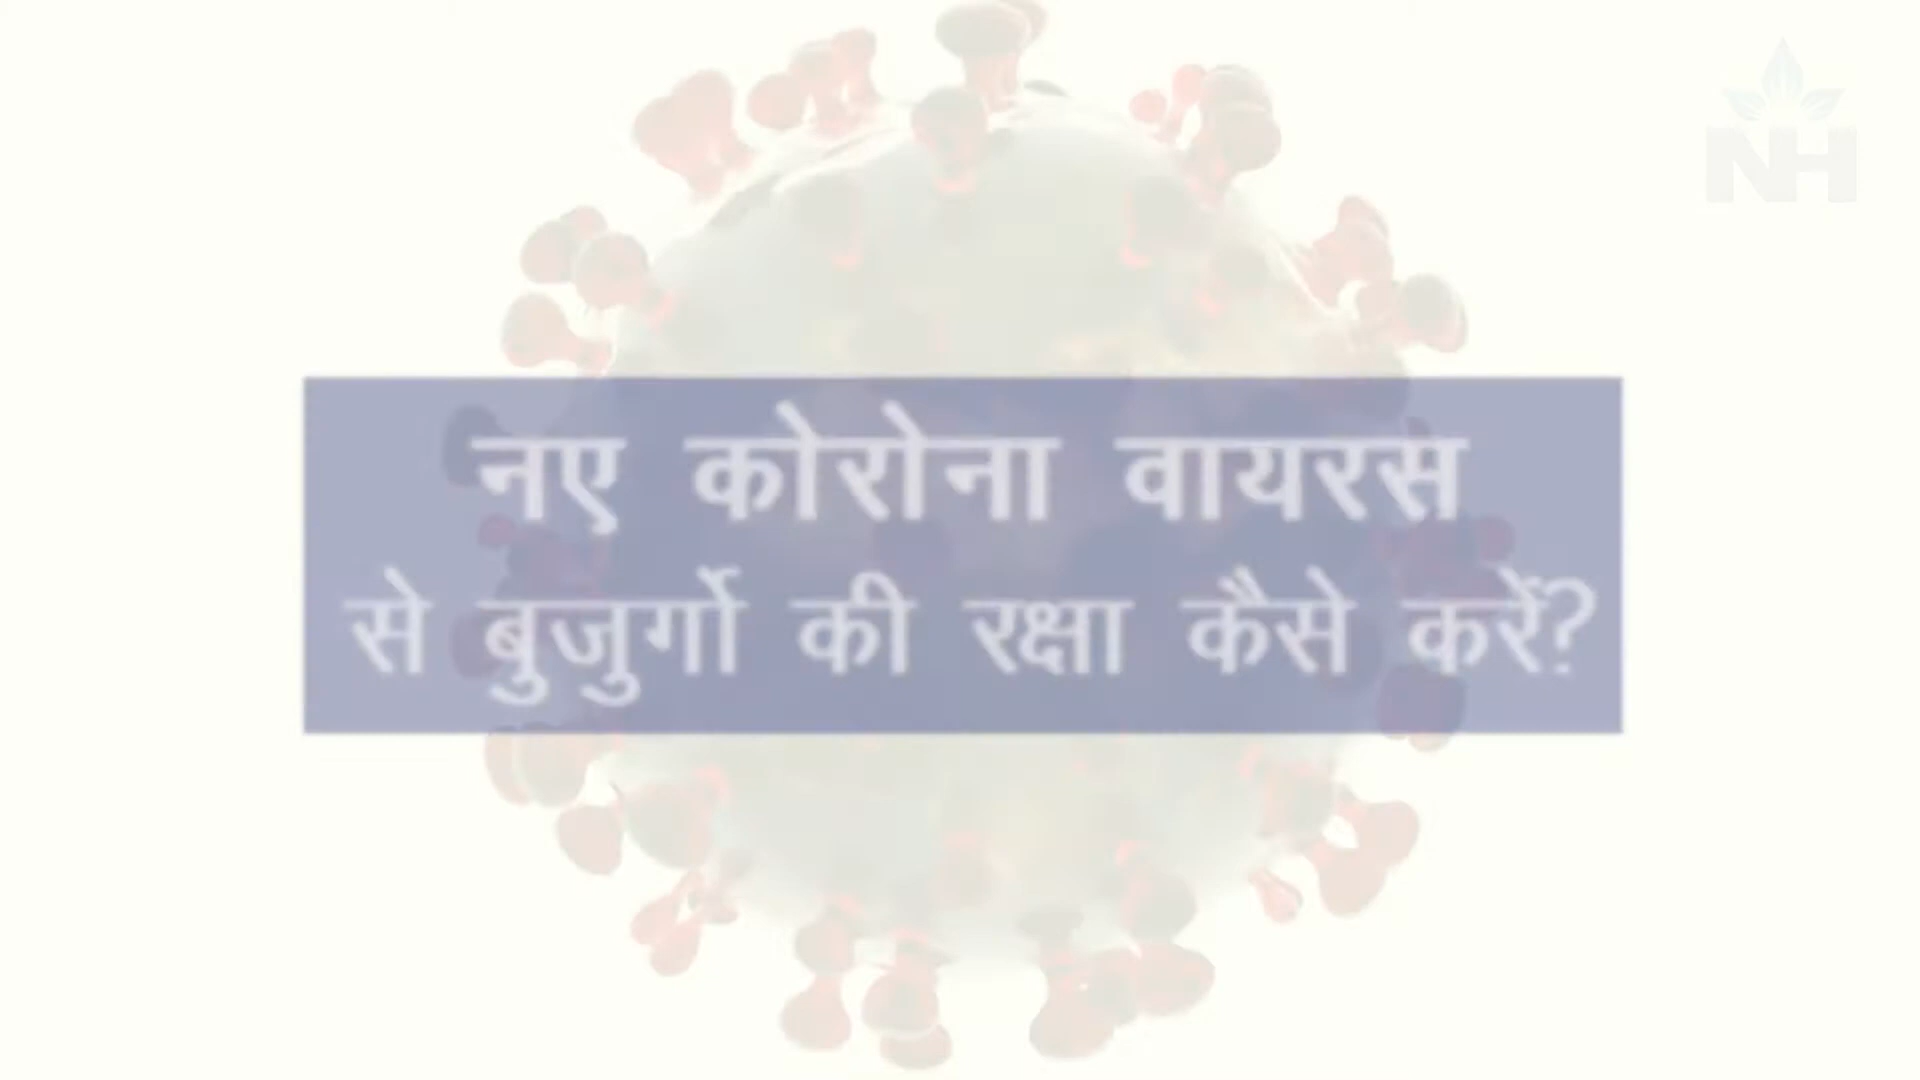 NH
नए कोरोना वायरस
से बुजुर्गो की रक्षा कैसे करें?